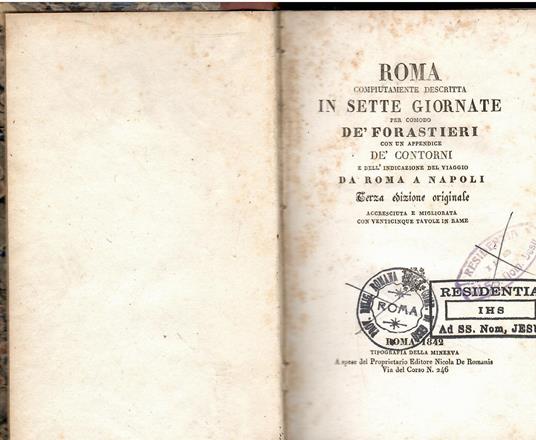 ROMA
COMPIUTAMENTE DESCRITTA
IN SETTE GIORNATE
PER COMODO
DE' FORASTIERI
CON UN APPENDICE
DE' CONTORNI
E DELL' INDICAZIONE DEL VIAGGIO
DA ROMA A NAPOLI
Terza edizione originale
ACCRESCIUTA E MIGLIORATA
CON VENTICINQUE TAVOLE IN RAME
RESIDENTIA
ROMANA
ROMA
RESIDENTIA
IHS
Ad SS. Nom, JESU
ROMA 1842
TIPOGRAFIA DELLA MINERVA
A spese del Proprietario Editore Nicola De Romanis
Via del Corso N. 246